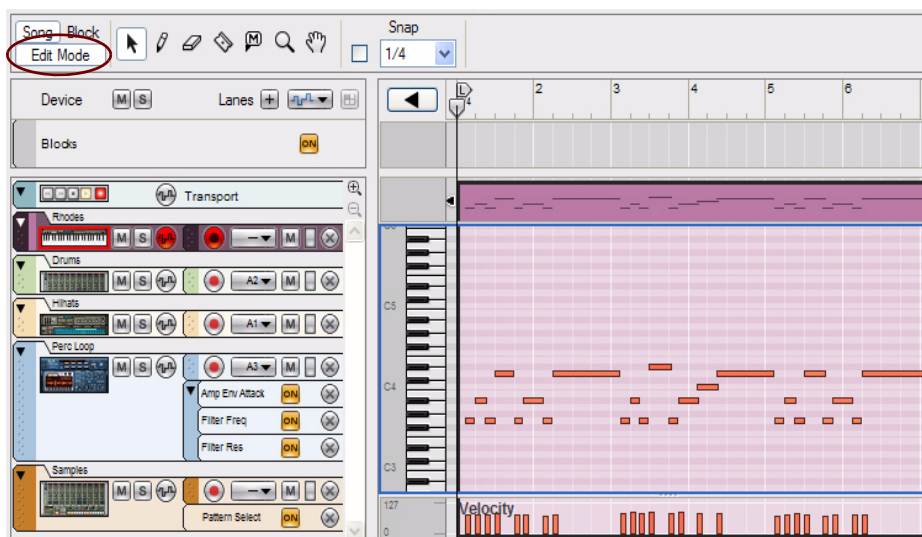 Song Block
Edit Mode
M
Snap
1/4
Device M S Lanes +
L
4 2 3 4 5 6
Blocks ON
Transport
Rhodes
M S — M
Drums
M S A2 M
Hihats
M S A1 M
Perc Loop
M S A3 M
Amp Env Attack ON
Filter Freq ON
Filter Res ON
Samples
M S — M
Pattern Select ON
C5
C4
C3
127
0
Velocity